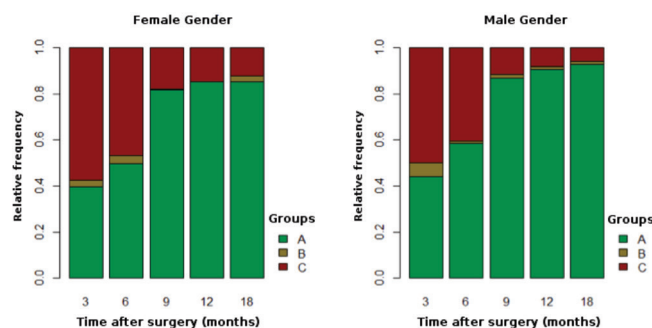 Female Gender
Relative frequency
1.0
0.8
0.6
0.4
0.2
0.0
Groups
A
B
C
3 6 9 12 18
Time after surgery (months)
Male Gender
Relative frequency
1.0
0.8
0.6
0.4
0.2
0.0
Groups
A
B
C
3 6 9 12 18
Time after surgery (months)